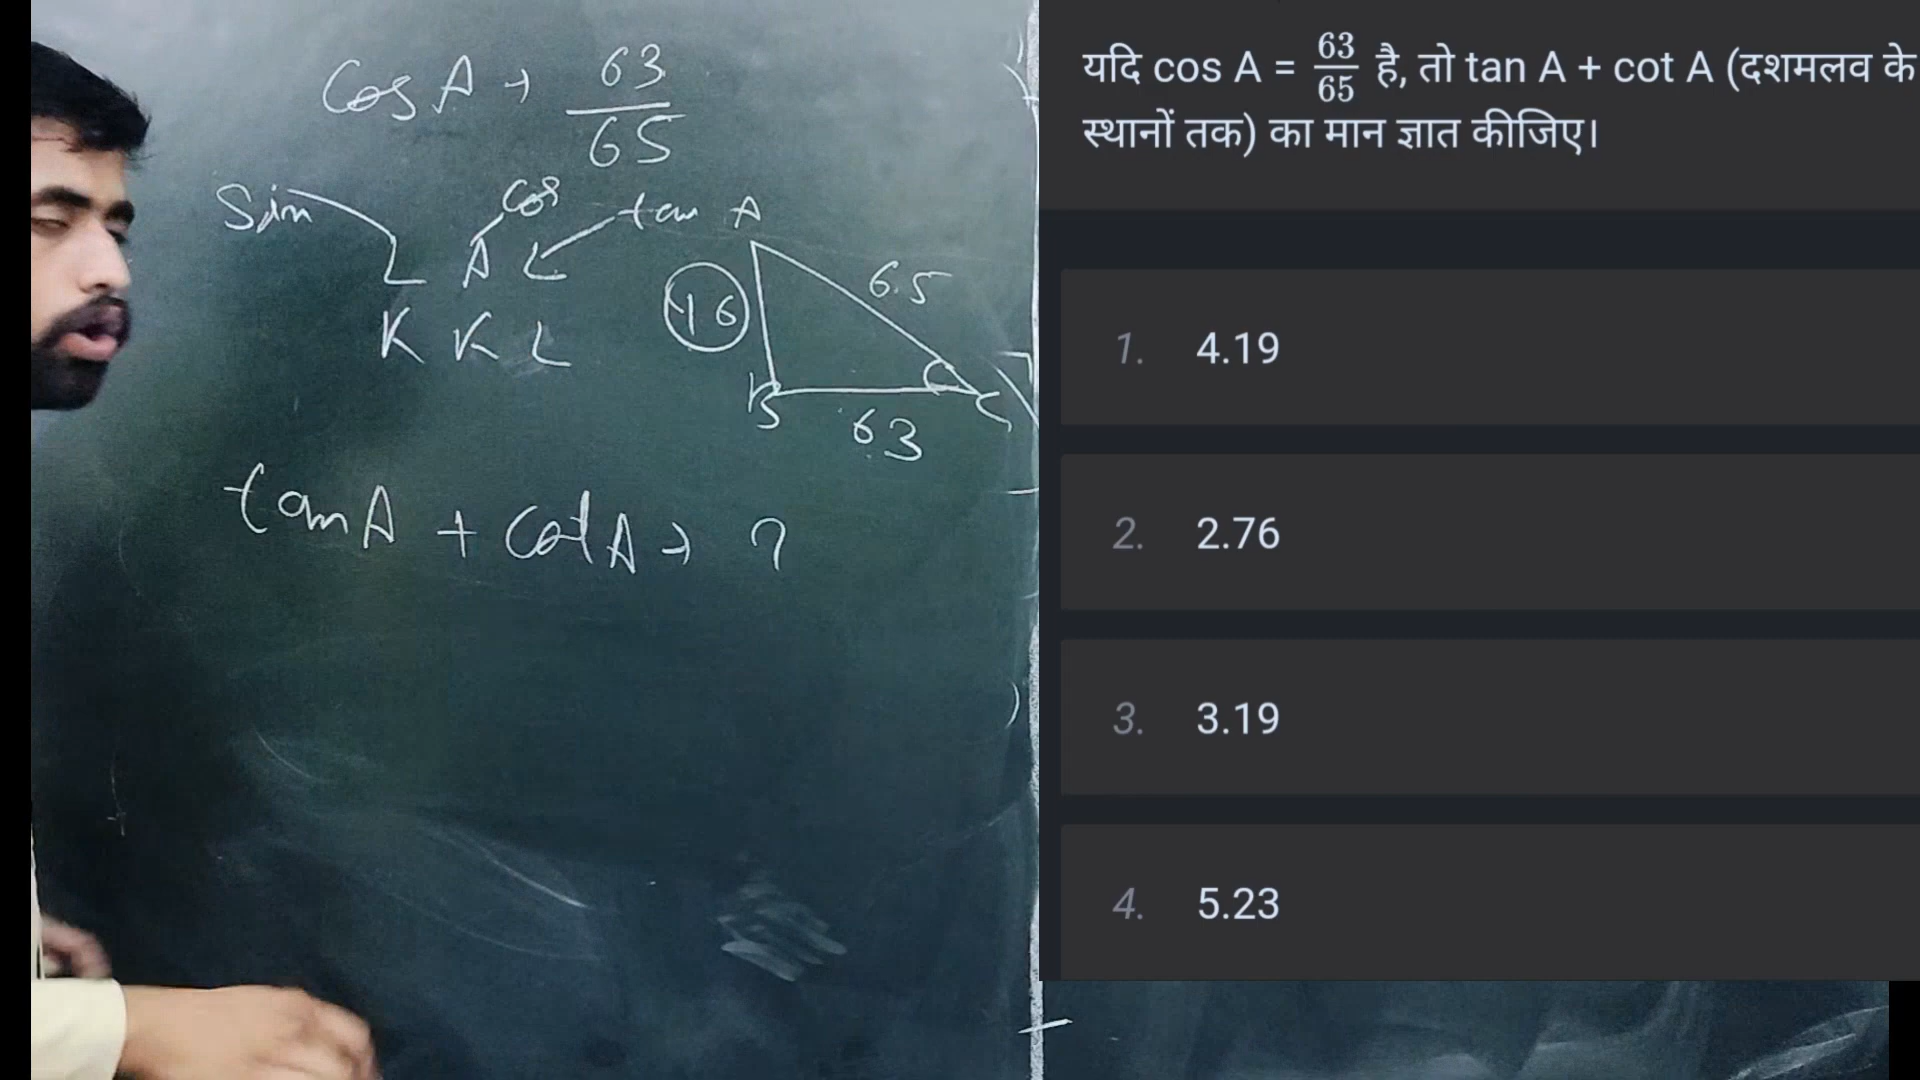 cos A → 63/65
Sin cos tan
L A L
K K L
A
65
16
B 63 C
tan A + cot A → ?
यदि cos A = 63/65 है, तो tan A + cot A (दशमलव के
स्थानों तक) का मान ज्ञात कीजिए।
1. 4.19
2. 2.76
3. 3.19
4. 5.23